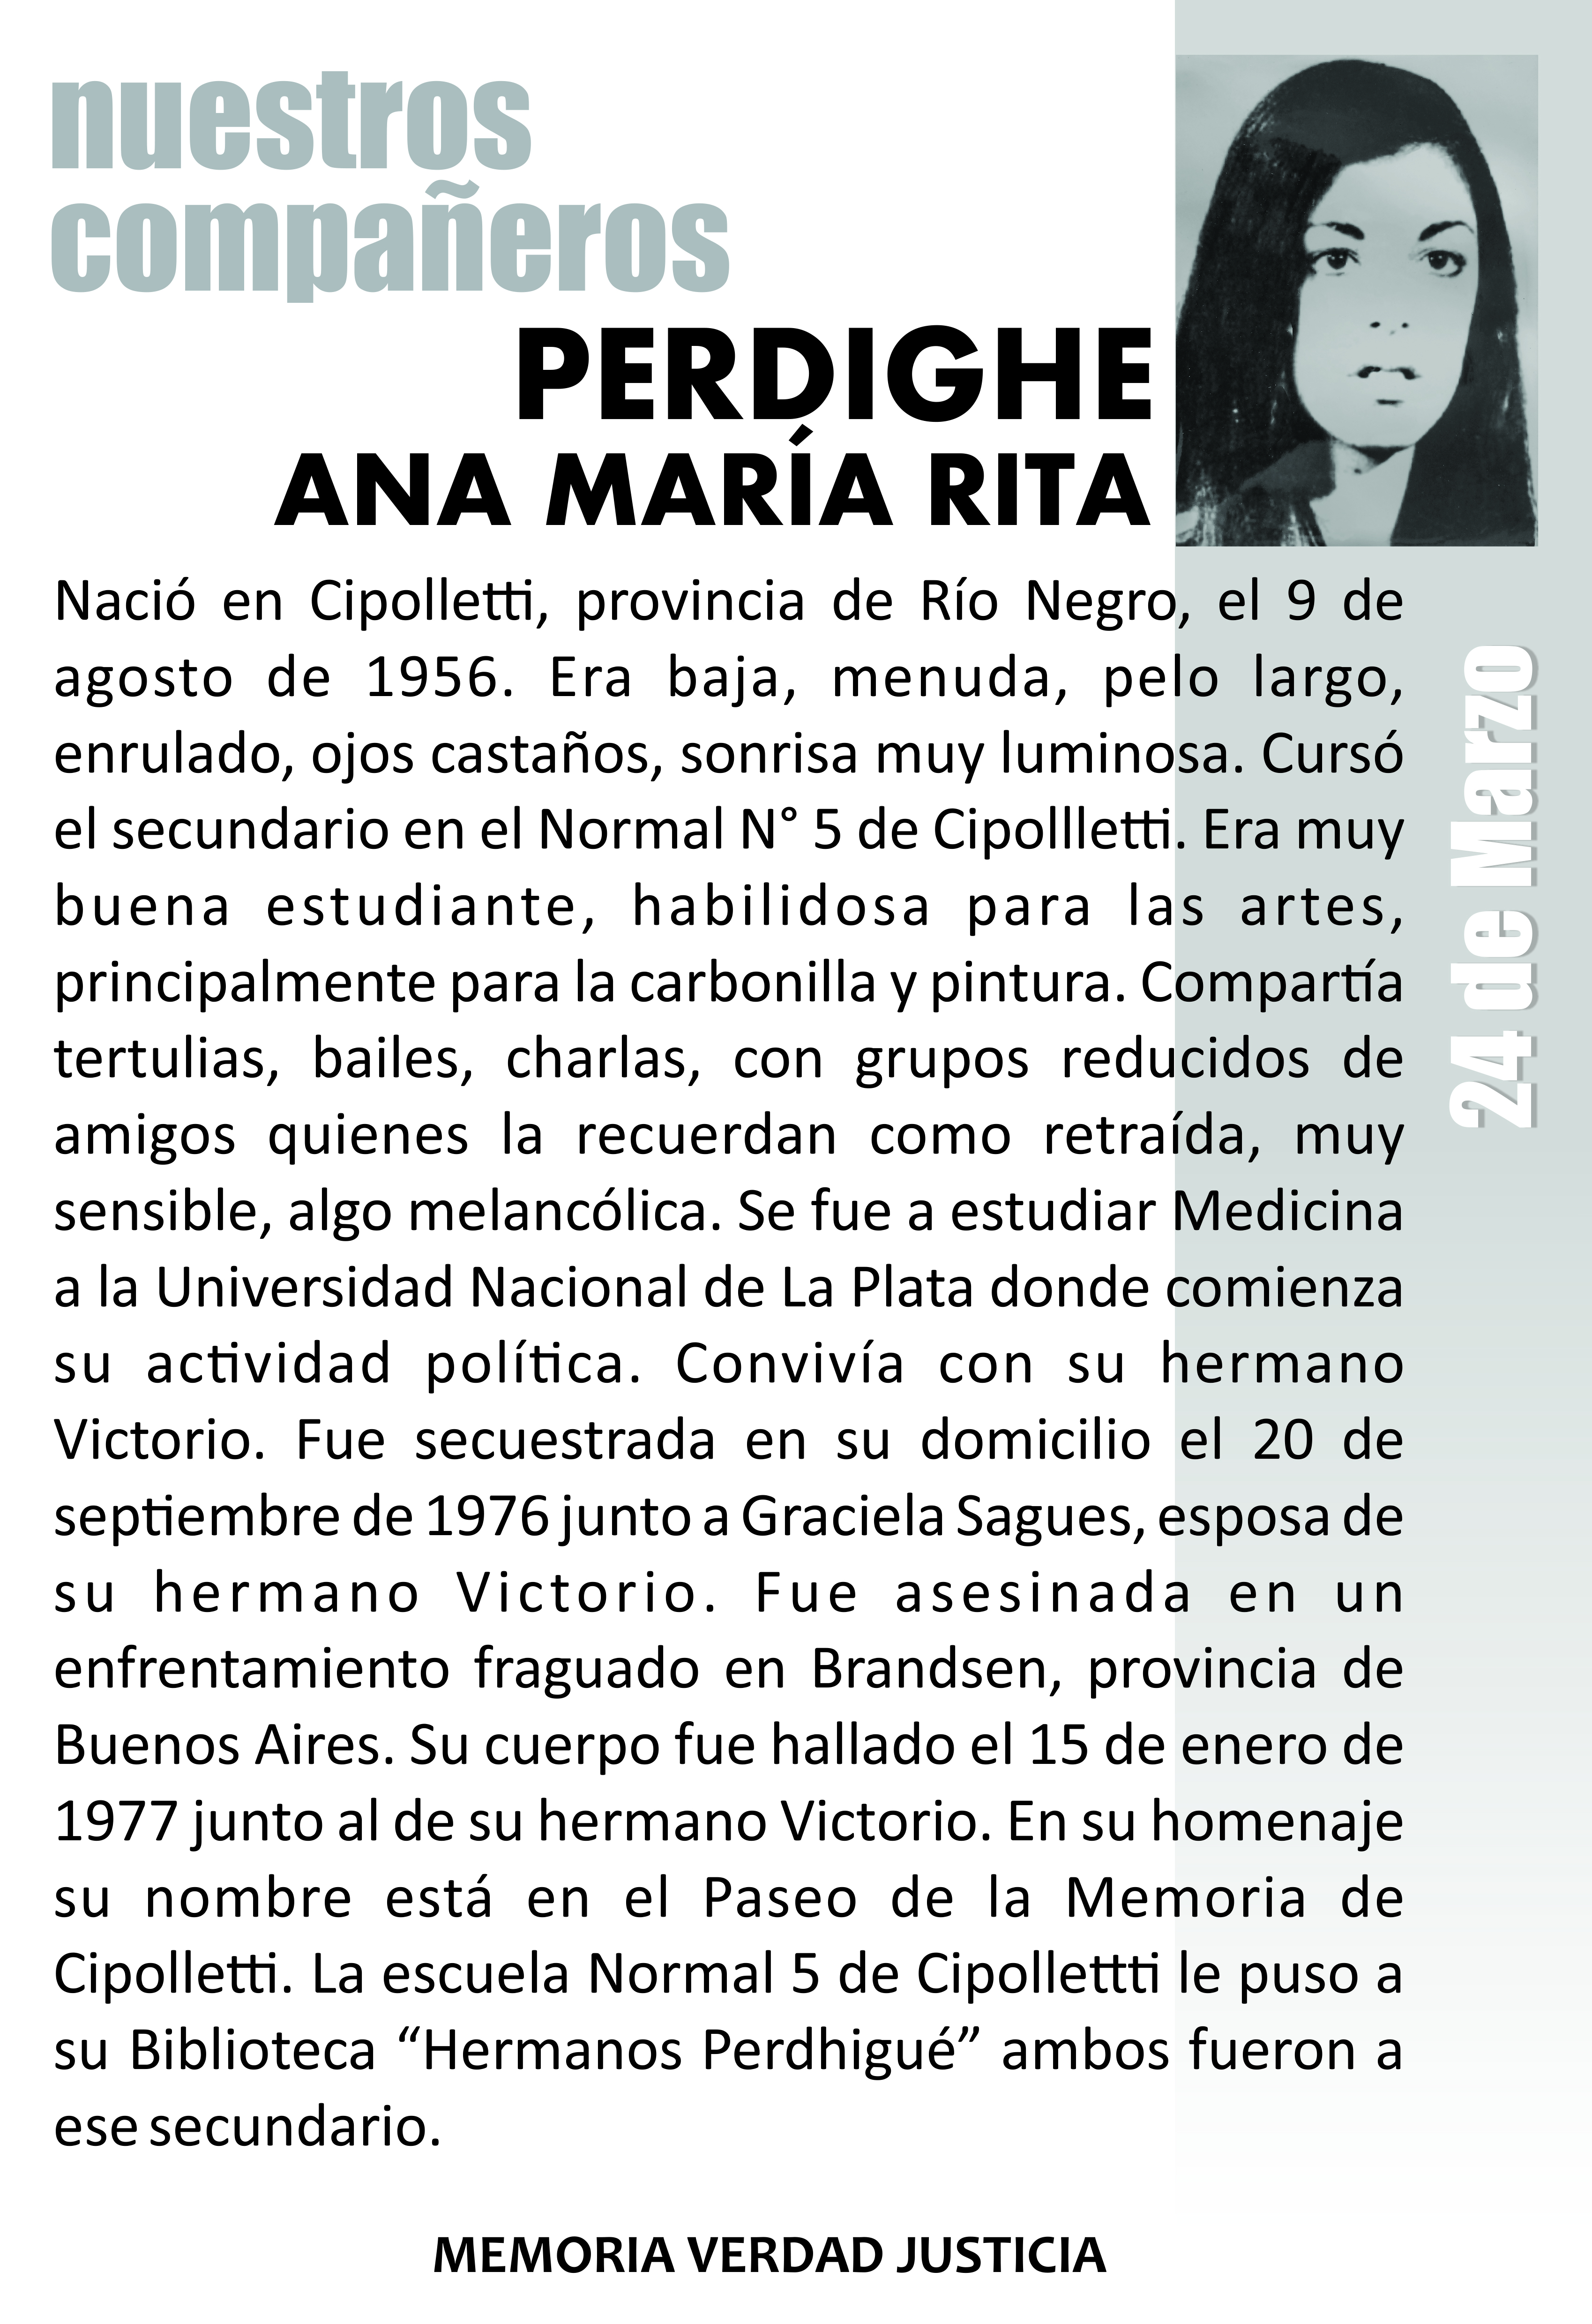 nuestros
compañeros
PERDIGHE
ANA MARÍA RITA
Nació en Cipolletti, provincia de Río Negro, el 9 de
agosto de 1956. Era baja, menuda, pelo largo,
enrulado, ojos castaños, sonrisa muy luminosa. Cursó
el secundario en el Normal N° 5 de Cipollletti. Era muy
buena estudiante, habilidosa para las artes,
principalmente para la carbonilla y pintura. Compartía
tertulias, bailes, charlas, con grupos reducidos de
amigos quienes la recuerdan como retraída, muy
sensible, algo melancólica. Se fue a estudiar Medicina
a la Universidad Nacional de La Plata donde comienza
su actividad política. Convivía con su hermano
Victorio. Fue secuestrada en su domicilio el 20 de
septiembre de 1976 junto a Graciela Sagues, esposa de
su hermano Victorio. Fue asesinada en un
enfrentamiento fraguado en Brandsen, provincia de
Buenos Aires. Su cuerpo fue hallado el 15 de enero de
1977 junto al de su hermano Victorio. En su homenaje
su nombre está en el Paseo de la Memoria de
Cipolletti. La escuela Normal 5 de Cipollettti le puso a
su Biblioteca “Hermanos Perdhigué” ambos fueron a
ese secundario.
24 de Marzo
MEMORIA VERDAD JUSTICIA